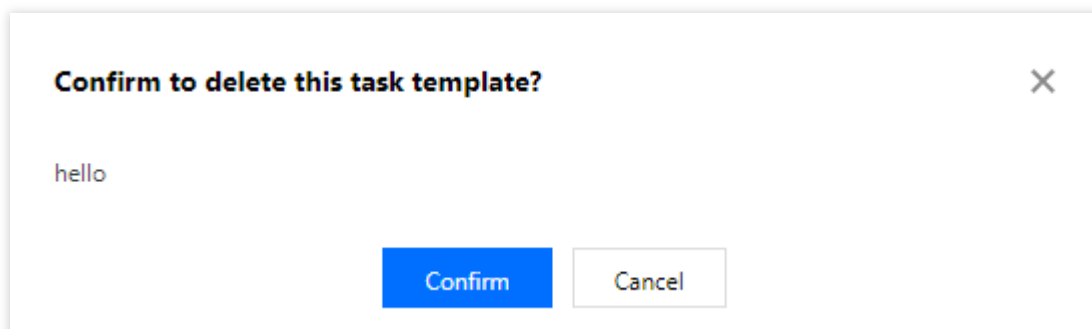 Confirm to delete this task template?
hello
Confirm
Cancel